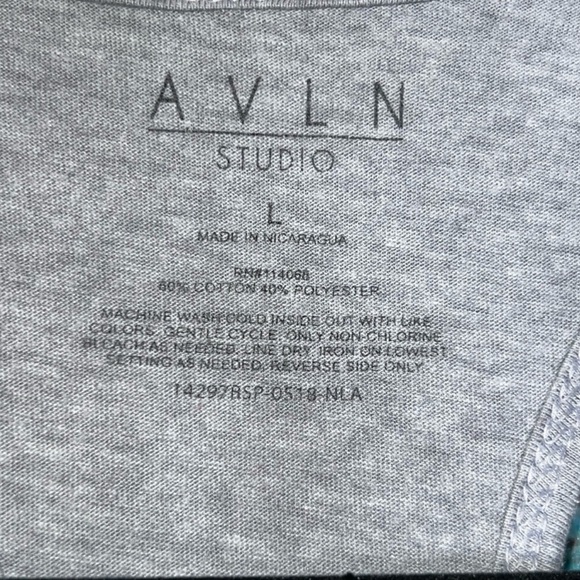 AVLN
STUDIO
L
MADE IN NICARAGUA
RN#114068
60% COTTON 40% POLYESTER
MACHINE WASH COLD INSIDE OUT WITH LIKE
COLORS, GENTLE CYCLE, ONLY NON-CHLORINE
BLEACH AS NEEDED, LINE DRY, IRON ON LOWEST
SETTING AS NEEDED, REVERSE SIDE ONLY
14297RSP-0518-NLA